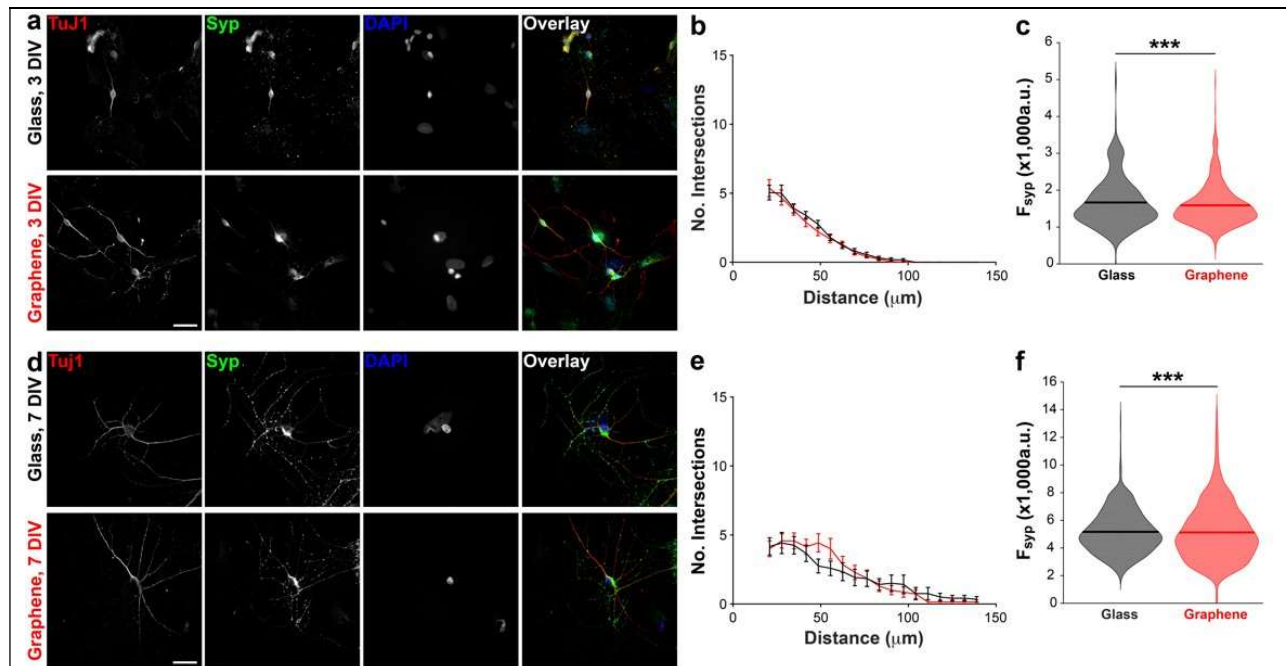 a TuJ1 Syp DAPI Overlay
Glass, 3 DIV
Graphene, 3 DIV
b
15
10
5
0
No. Intersections
0 50 100 150
Distance (μm)
c
6
5
4
3
2
1
0
Fsyp (x1,000a.u.)
***
Glass Graphene
d Tuj1 Syp DAPI Overlay
Glass, 7 DIV
Graphene, 7 DIV
e
15
10
5
0
No. Intersections
0 50 100 150
Distance (μm)
f
16
14
12
10
8
6
4
2
0
Fsyp (x1,000a.u.)
***
Glass Graphene